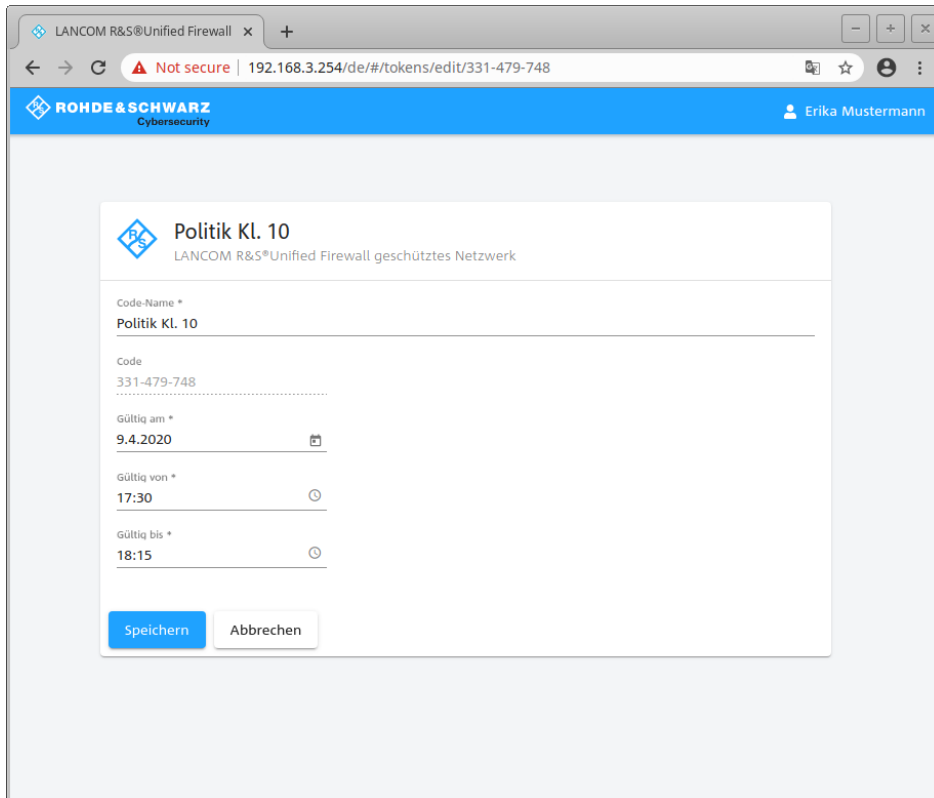 LANCOM R&S®Unified Firewall
Not secure | 192.168.3.254/de/#/tokens/edit/331-479-748
ROHDE&SCHWARZ
Cybersecurity
Erika Mustermann
R S
Politik Kl. 10
LANCOM R&S®Unified Firewall geschütztes Netzwerk
Code-Name *
Politik Kl. 10
Code
331-479-748
Gültig am *
9.4.2020
Gültig von *
17:30
Gültig bis *
18:15
Speichern
Abbrechen